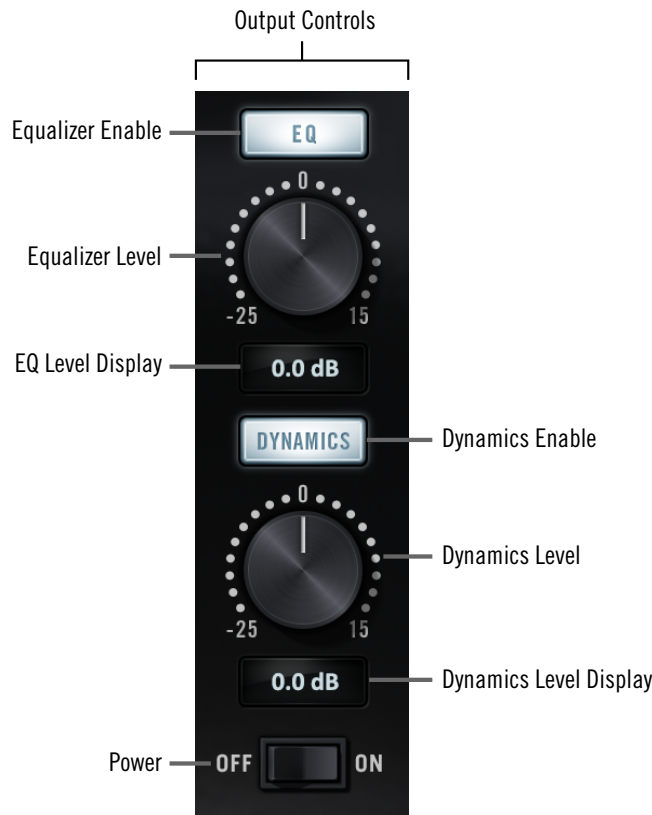 Output Controls
Equalizer Enable
EQ
0
Equalizer Level
-25
15
EQ Level Display
0.0 dB
DYNAMICS
Dynamics Enable
0
Dynamics Level
-25
15
0.0 dB
Dynamics Level Display
Power
OFF
ON